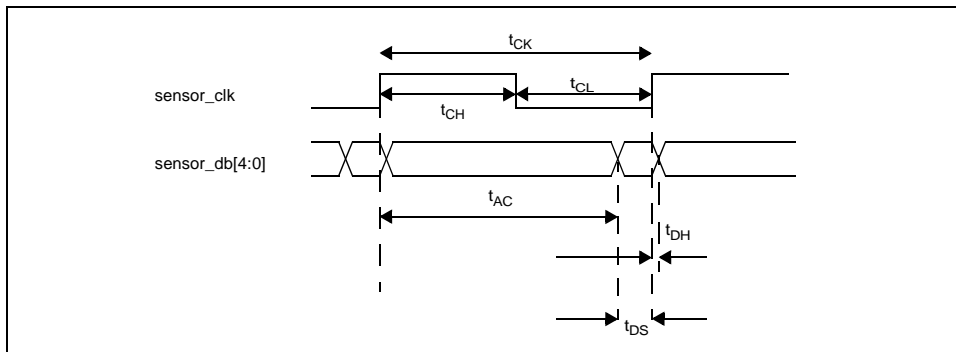 tCK
sensor_clk
tCL
tCH
sensor_db[4:0]
tAC
tDH
tDS